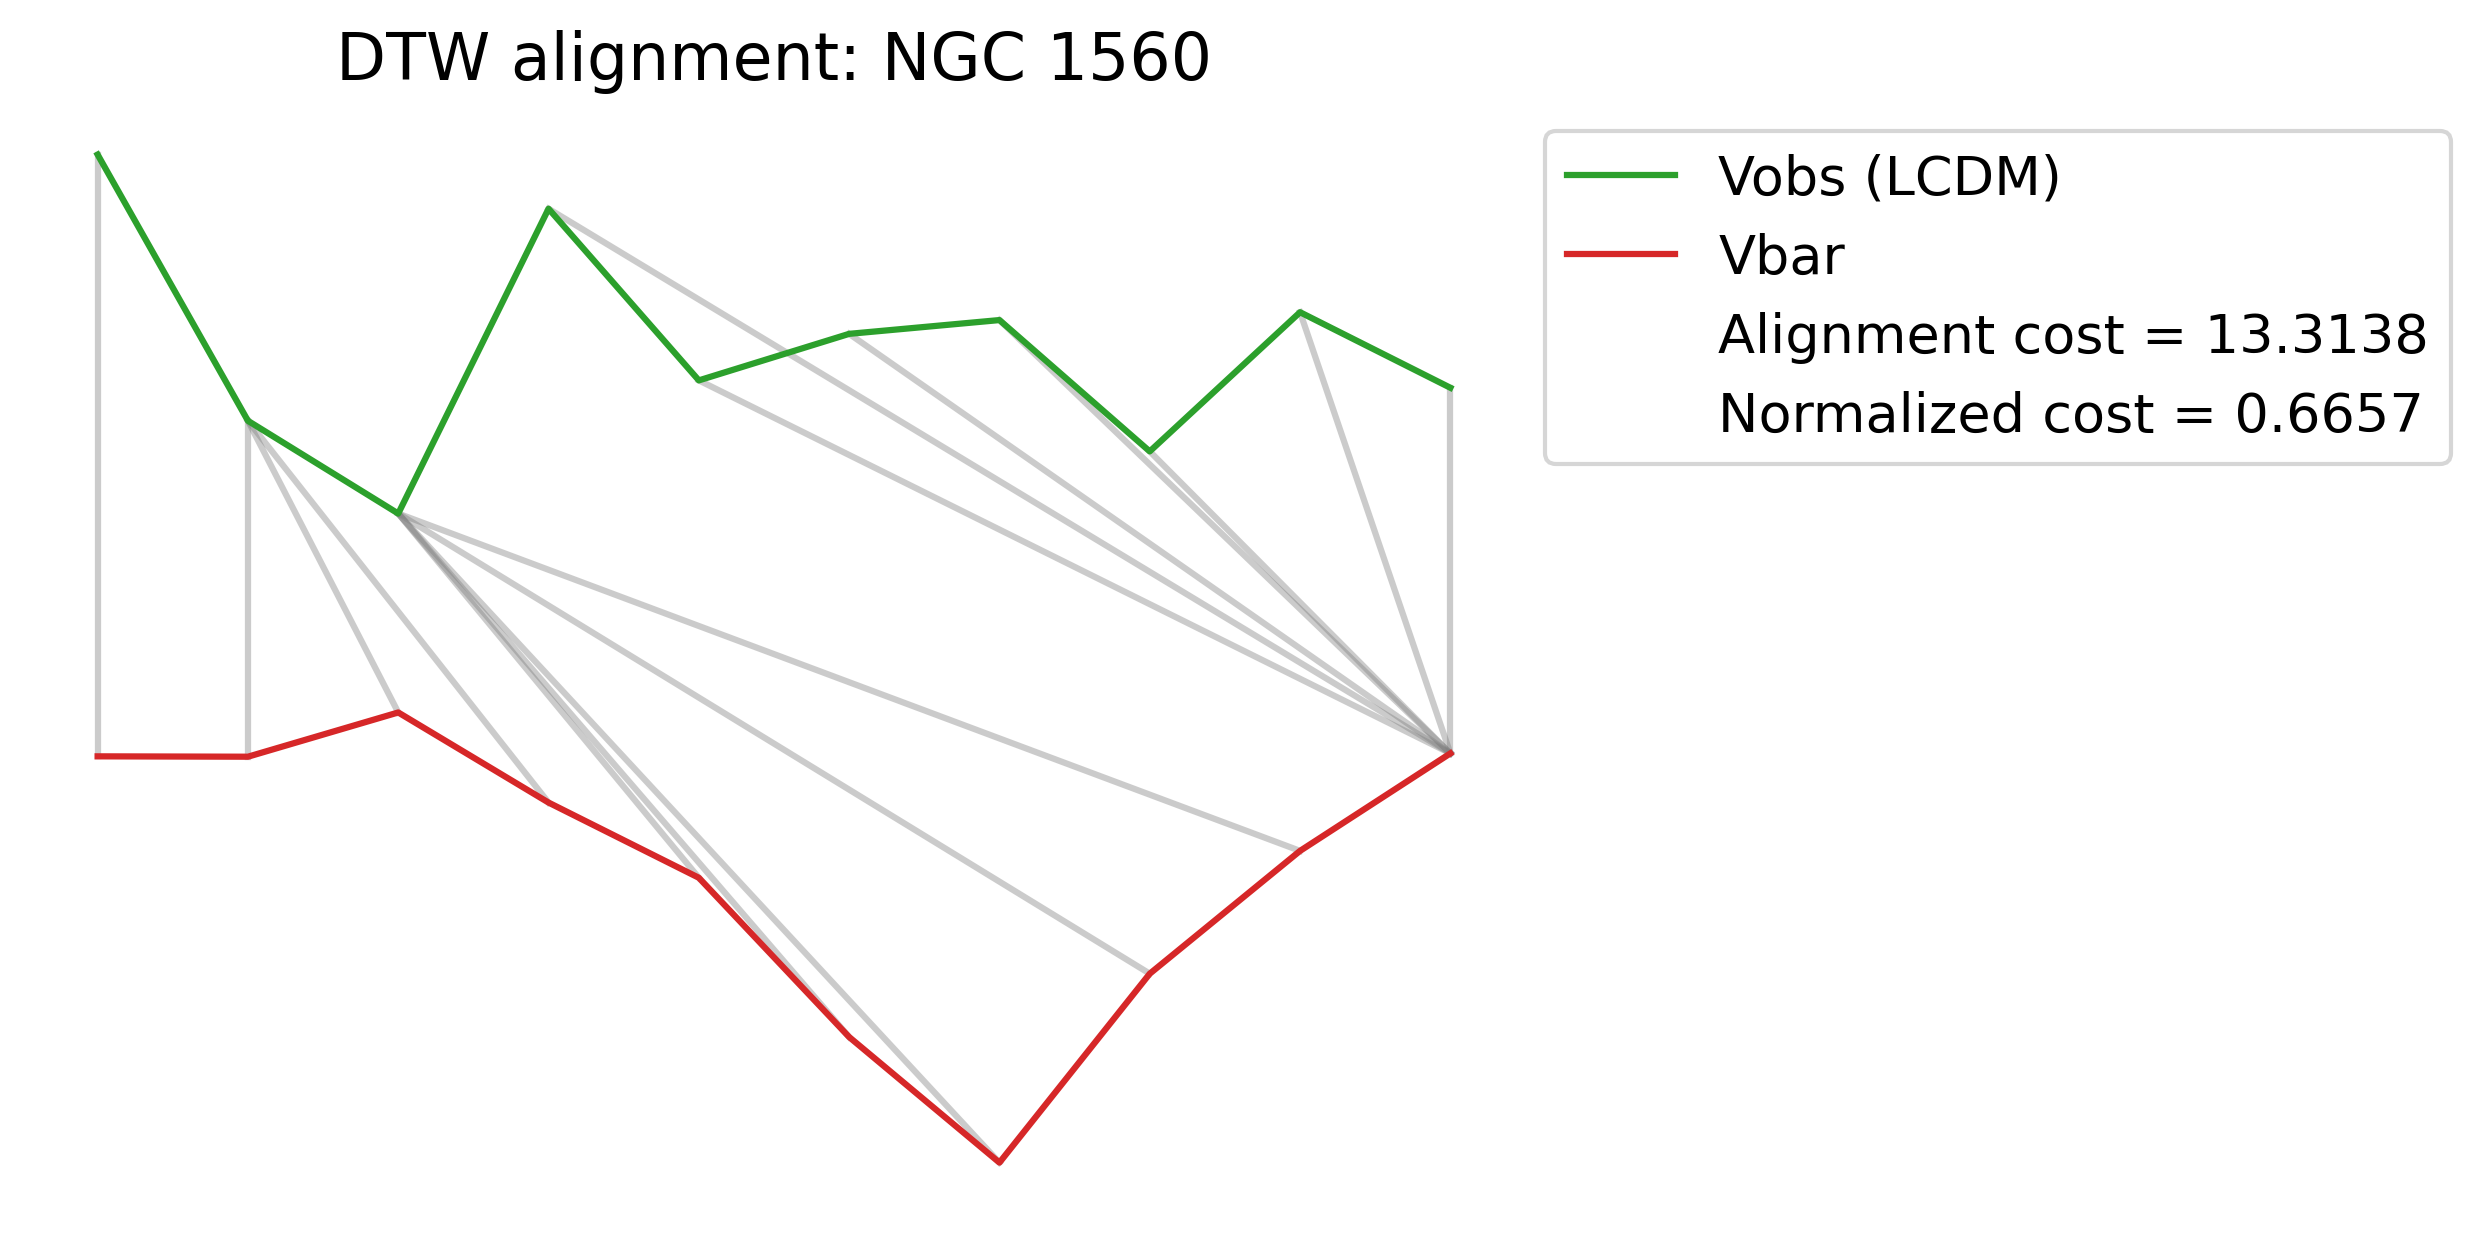 DTW alignment: NGC 1560
Vobs (LCDM)
Vbar
Alignment cost = 13.3138
Normalized cost = 0.6657